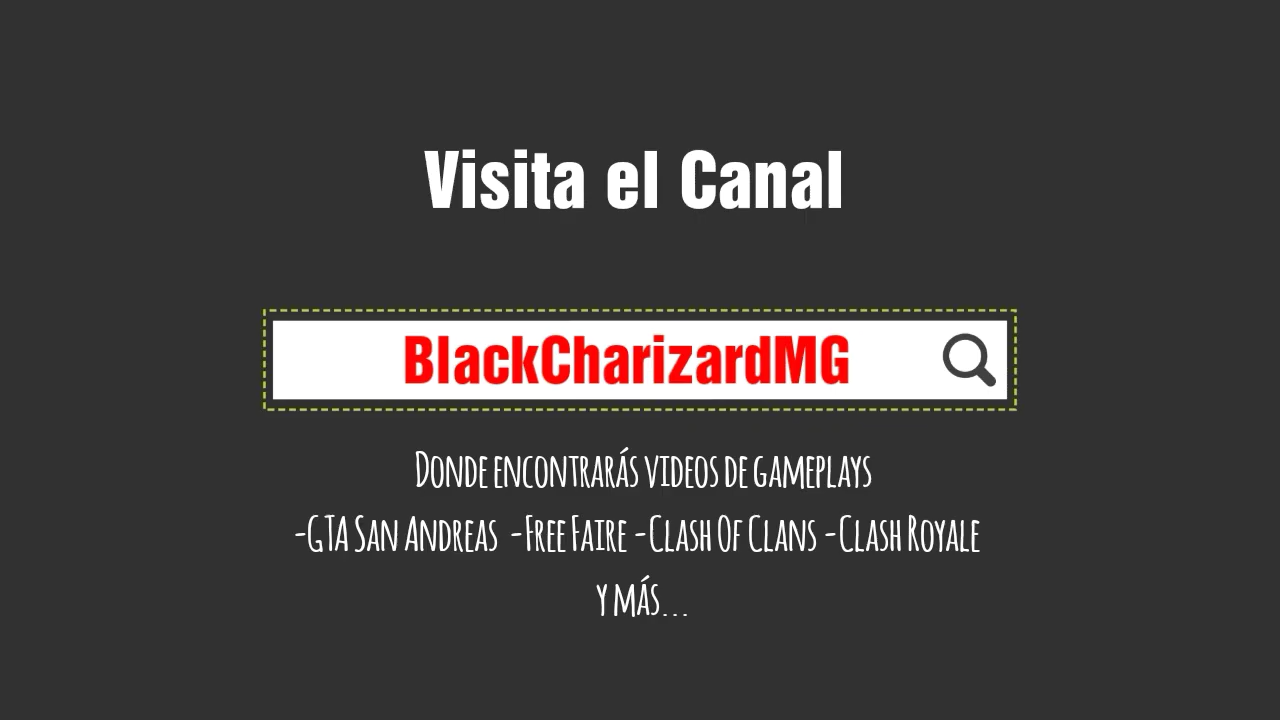 Visita el Canal
BlackCharizardMG
Donde encontrarás videos de gameplays
-GTA San Andreas -Free Faire -Clash Of Clans -Clash Royale
y más...